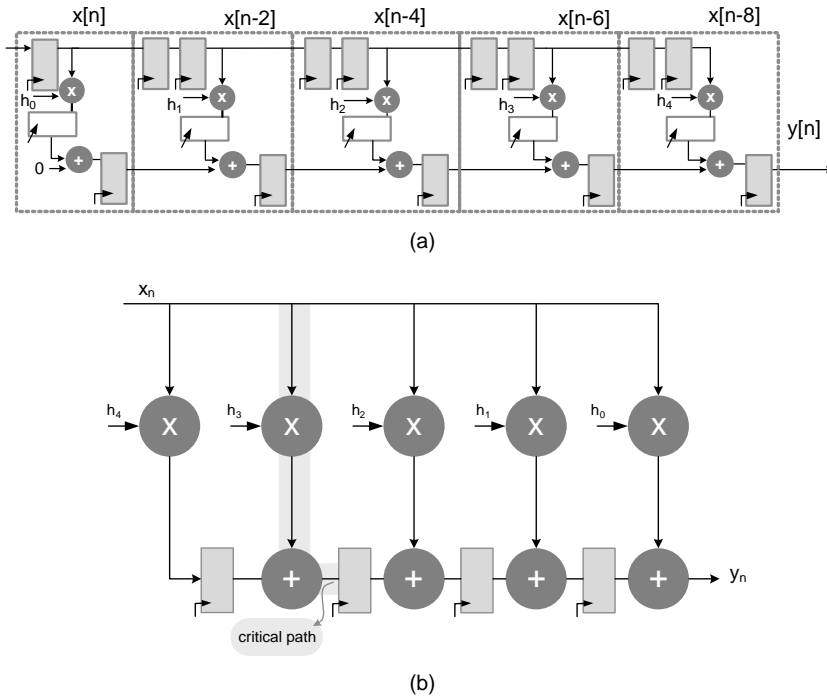 x[n] x[n-2] x[n-4] x[n-6] x[n-8]
x x x x x
h0 h1 h2 h3 h4
y[n]
0 + + + + +
(a)
xn
h4 X h3 X h2 X h1 X h0 X
+ + + + yn
critical path
(b)